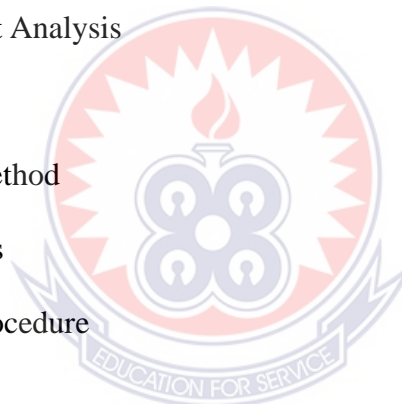 t Analysis
ethod
s
ocedure
EDUCATION FOR SERVICE